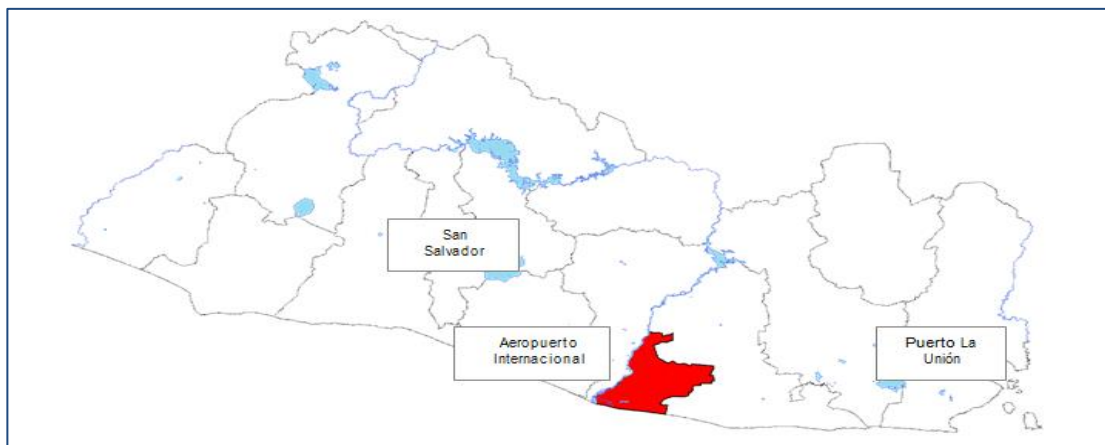 San
Salvador
Aeropuerto
Internacional
Puerto La
Unión